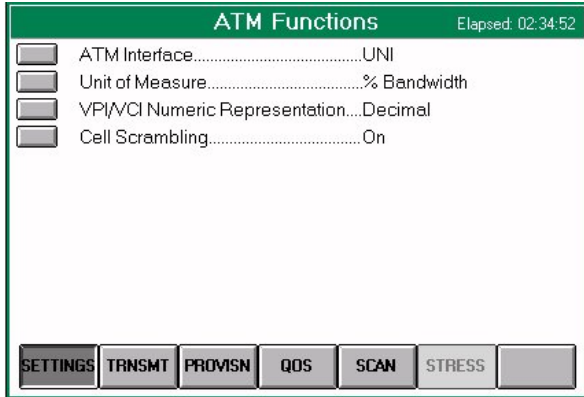 ATM Functions Elapsed: 02:34:52
ATM Interface......................................UNI
Unit of Measure...................................% Bandwidth
VPI/VCI Numeric Representation....Decimal
Cell Scrambling...................................On
SETTINGS TRNSMT PROVISN QOS SCAN STRESS